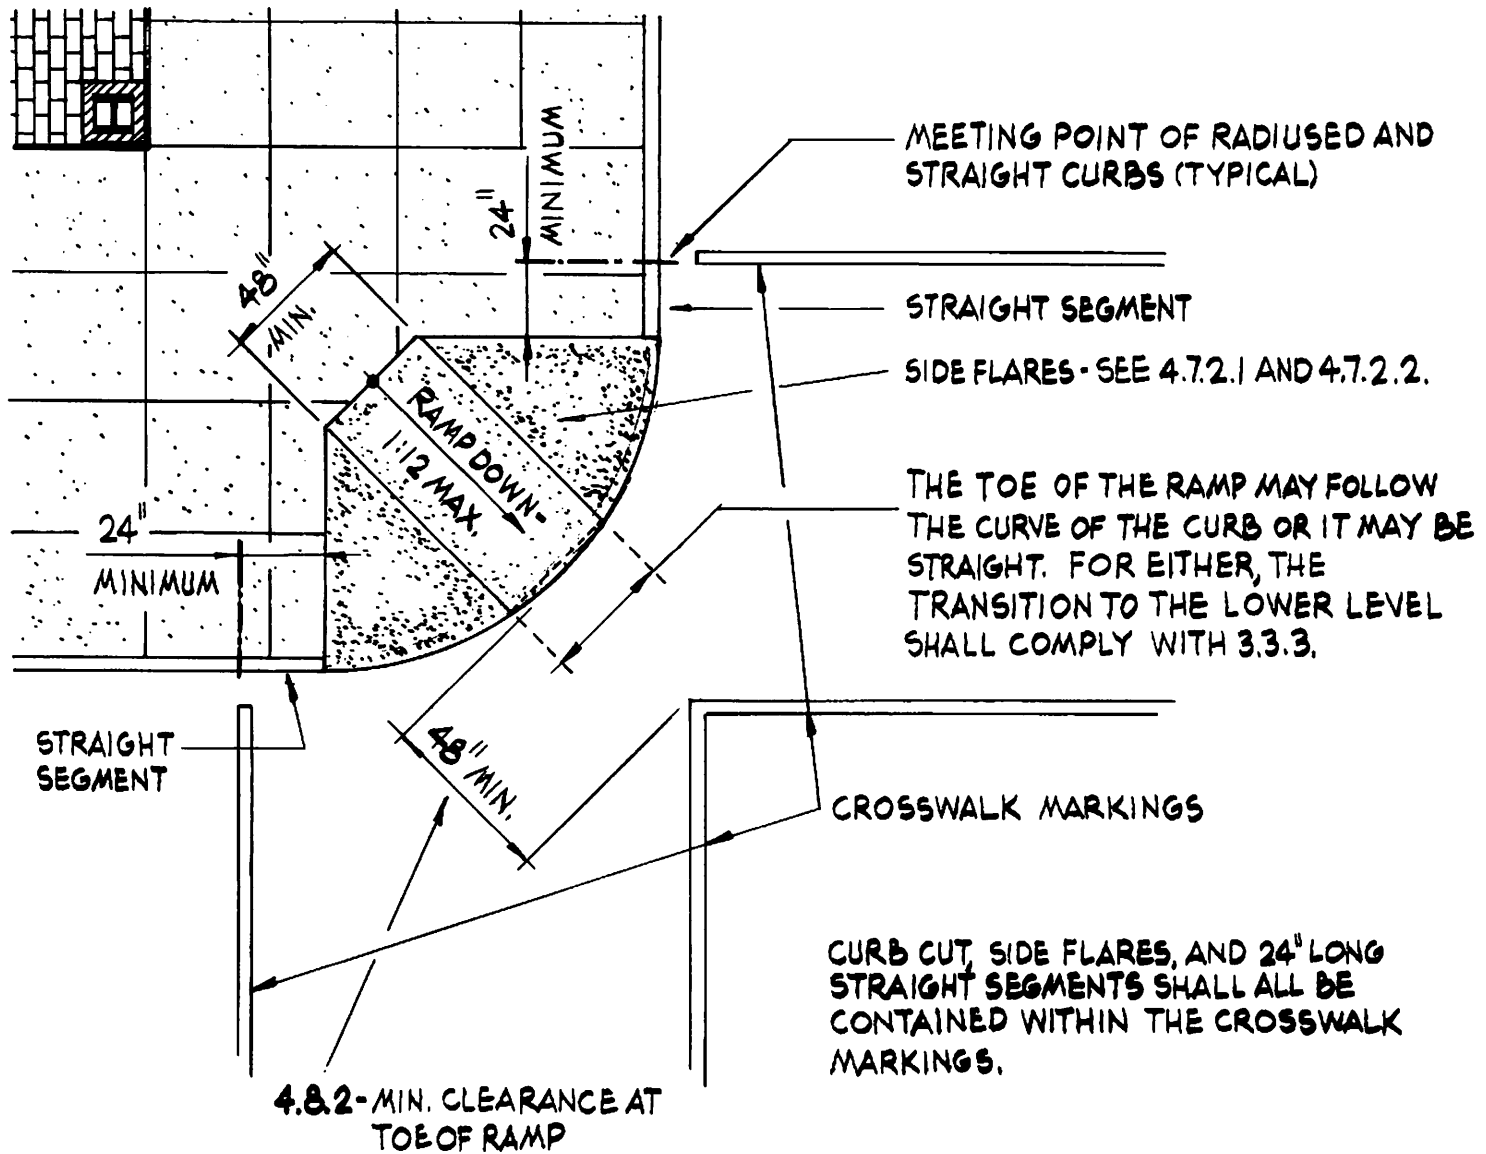 MEETING POINT OF RADIUSED AND
STRAIGHT CURBS (TYPICAL)
24" MINIMUM
48"
MIN.
STRAIGHT SEGMENT
SIDE FLARES - SEE 4.7.2.1 AND 4.7.2.2.
RAMP DOWN-
1:12 MAX.
THE TOE OF THE RAMP MAY FOLLOW
THE CURVE OF THE CURB OR IT MAY BE
STRAIGHT. FOR EITHER, THE
TRANSITION TO THE LOWER LEVEL
SHALL COMPLY WITH 3.3.3.
24"
MINIMUM
STRAIGHT
SEGMENT
48" MIN.
CROSSWALK MARKINGS
CURB CUT, SIDE FLARES, AND 24" LONG
STRAIGHT SEGMENTS SHALL ALL BE
CONTAINED WITHIN THE CROSSWALK
MARKINGS.
4.8.2 - MIN. CLEARANCE AT
TOE OF RAMP